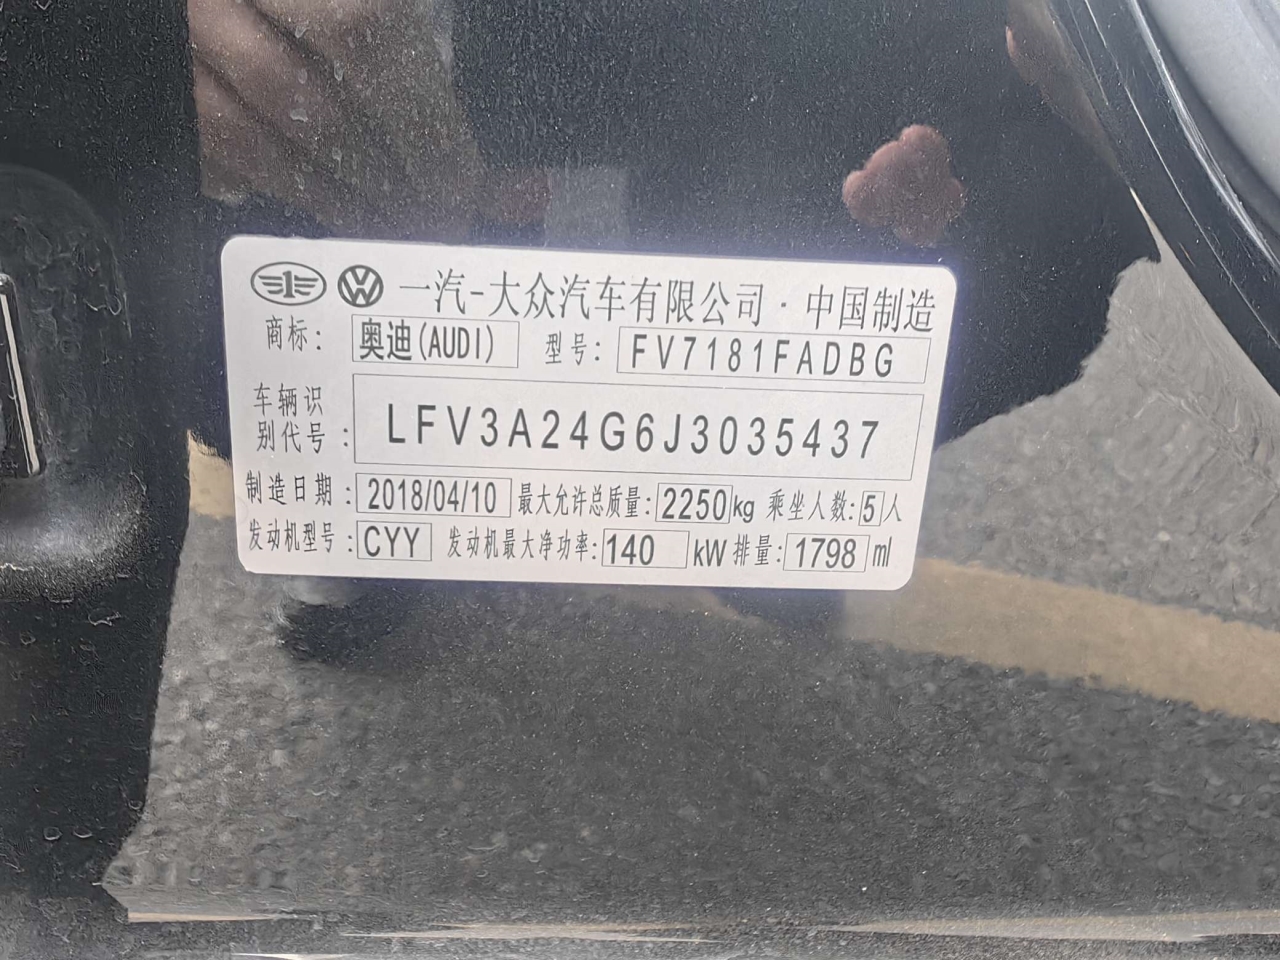 一汽-大众汽车有限公司·中国制造
商标: 奥迪(AUDI) 型号: FV7181FADBG
车辆识
别代号: LFV3A24G6J3035437
制造日期: 2018/04/10 最大允许总质量: 2250kg 乘坐人数: 5人
发动机型号: CYY 发动机最大净功率: 140 kW 排量: 1798 ml